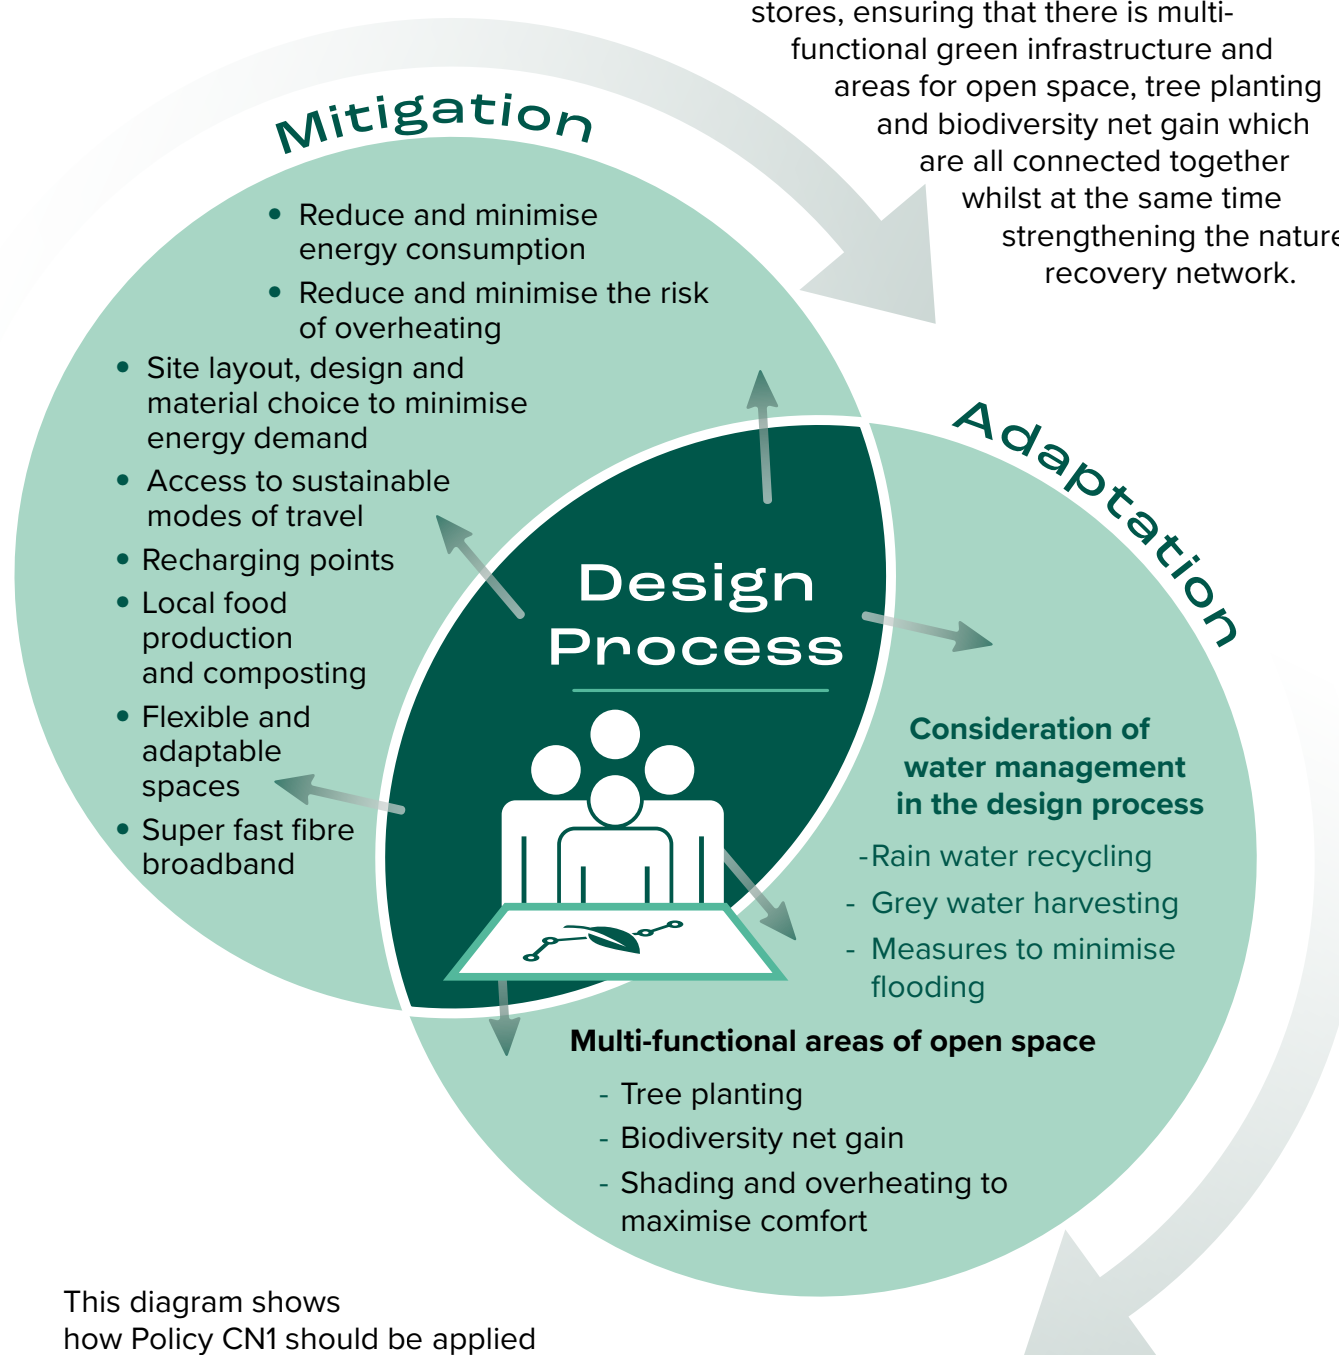 stores, ensuring that there is multi-
functional green infrastructure and
areas for open space, tree planting
and biodiversity net gain which
are all connected together
whilst at the same time
strengthening the nature
recovery network.
Mitigation
• Reduce and minimise
energy consumption
• Reduce and minimise the risk
of overheating
• Site layout, design and
material choice to minimise
energy demand
• Access to sustainable
modes of travel
• Recharging points
• Local food
production
and composting
• Flexible and
adaptable
spaces
• Super fast fibre
broadband
Design
Process
Adaptation
Consideration of
water management
in the design process
-Rain water recycling
- Grey water harvesting
- Measures to minimise
flooding
Multi-functional areas of open space
- Tree planting
- Biodiversity net gain
- Shading and overheating to
maximise comfort
This diagram shows
how Policy CN1 should be applied